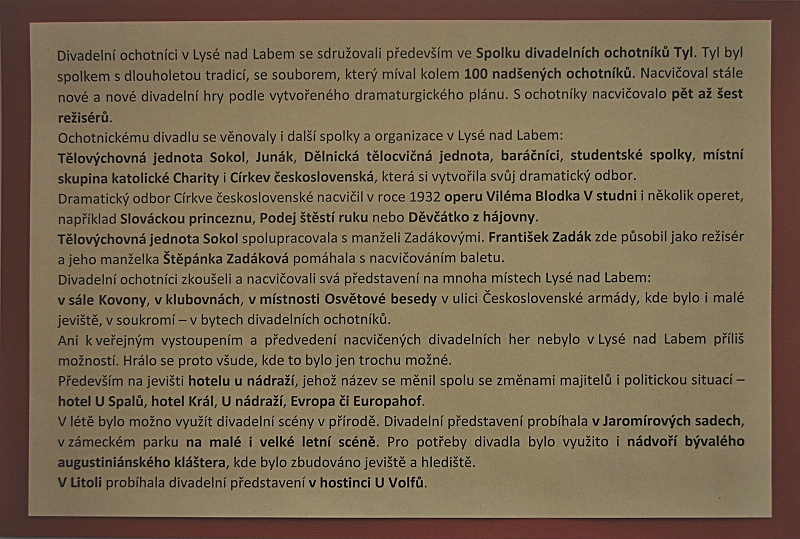 Divadelní ochotníci v Lysé nad Labem se sdružovali především ve Spolku divadelních ochotníků Tyl. Tyl byl
spolkem s dlouholetou tradicí, se souborem, který míval kolem 100 nadšených ochotníků. Nacvičoval stále
nové a nové divadelní hry podle vytvořeného dramaturgického plánu. S ochotníky nacvičovalo pět až šest
režisérů.
Ochotnickému divadlu se věnovaly i další spolky a organizace v Lysé nad Labem:
Tělovýchovná jednota Sokol, Junák, Dělnická tělocvičná jednota, baráčníci, studentské spolky, místní
skupina katolické Charity i Církev československá, která si vytvořila svůj dramatický odbor.
Dramatický odbor Církve československé nacvičil v roce 1932 operu Viléma Blodka V studni i několik operet,
například Slováckou princeznu, Podej štěstí ruku nebo Děvčátko z hájovny.
Tělovýchovná jednota Sokol spolupracovala s manželi Zadákovými. František Zadák zde působil jako režisér
a jeho manželka Štěpánka Zadáková pomáhala s nacvičováním baletu.
Divadelní ochotníci zkoušeli a nacvičovali svá představení na mnoha místech Lysé nad Labem:
v sále Kovony, v klubovnách, v místnosti Osvětové besedy v ulici Československé armády, kde bylo i malé
jeviště, v soukromí – v bytech divadelních ochotníků.
Ani k veřejným vystoupením a předvedení nacvičených divadelních her nebylo v Lysé nad Labem příliš
možností. Hrálo se proto všude, kde to bylo jen trochu možné.
Především na jevišti hotelu u nádraží, jehož název se měnil spolu se změnami majitelů i politickou situací –
hotel U Spalů, hotel Král, U nádraží, Evropa či Europahof.
V létě bylo možno využít divadelní scény v přírodě. Divadelní představení probíhala v Jaromírových sadech,
v zámeckém parku na malé i velké letní scéně. Pro potřeby divadla bylo využito i nádvoří bývalého
augustiniánského kláštera, kde bylo zbudováno jeviště a hlediště.
V Litoli probíhala divadelní představení v hostinci U Volfů.